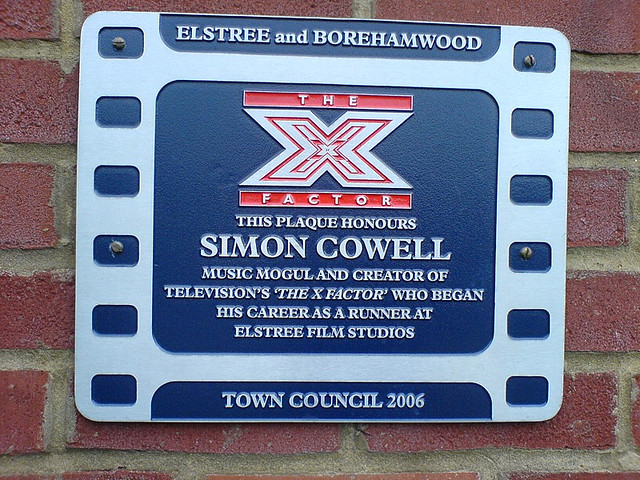 ELSTREE and BOREHAMWOOD
THE
X
FACTOR
THIS PLAQUE HONOURS
SIMON COWELL
MUSIC MOGUL AND CREATOR OF
TELEVISION'S 'THE X FACTOR' WHO BEGAN
HIS CAREER AS A RUNNER AT
ELSTREE FILM STUDIOS
TOWN COUNCIL 2006